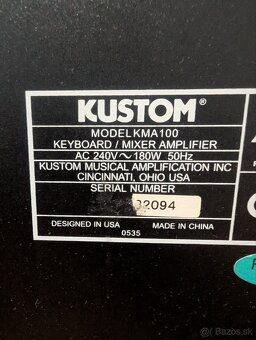 KUSTOM®
MODEL KMA100
KEYBOARD / MIXER AMPLIFIER
AC 240V~180W 50Hz
KUSTOM MUSICAL AMPLIFICATION INC
CINCINNATI, OHIO USA
SERIAL NUMBER
32094
DESIGNED IN USA
MADE IN CHINA
0535
bazos.sk